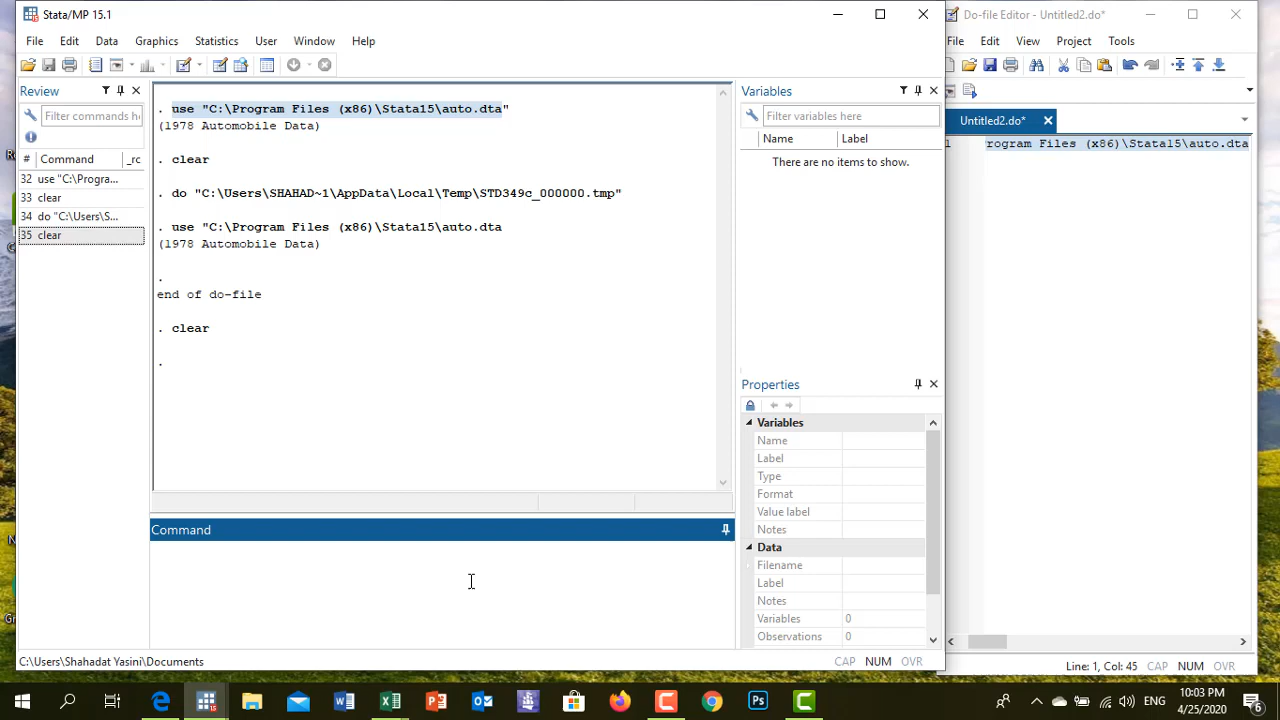 Stata/MP 15.1
File Edit Data Graphics Statistics User Window Help
Review
Filter commands
# Command _rc
32 use "C:\Progra...
33 clear
34 do "C:\Users\S...
35 clear
. use "C:\Program Files (x86)\Stata15\auto.dta"
(1978 Automobile Data)
. clear
. do "C:\Users\SHAHAD~1\AppData\Local\Temp\STD349c_000000.tmp"
. use "C:\Program Files (x86)\Stata15\auto.dta
(1978 Automobile Data)
.
end of do-file
. clear
.
Command
Variables
Filter variables here
Name Label
There are no items to show.
Properties
Variables
Name
Label
Type
Format
Value label
Notes
Data
Filename
Label
Notes
Variables 0
Observations 0
C:\Users\Shahadat Yasini\Documents
CAP NUM OVR
Do-file Editor - Untitled2.do*
File Edit View Project Tools
Untitled2.do*
1 rogram Files (x86)\Stata15\auto.dta
Line: 1, Col: 45 CAP NUM OVR
ENG
10:03 PM
4/25/2020
6